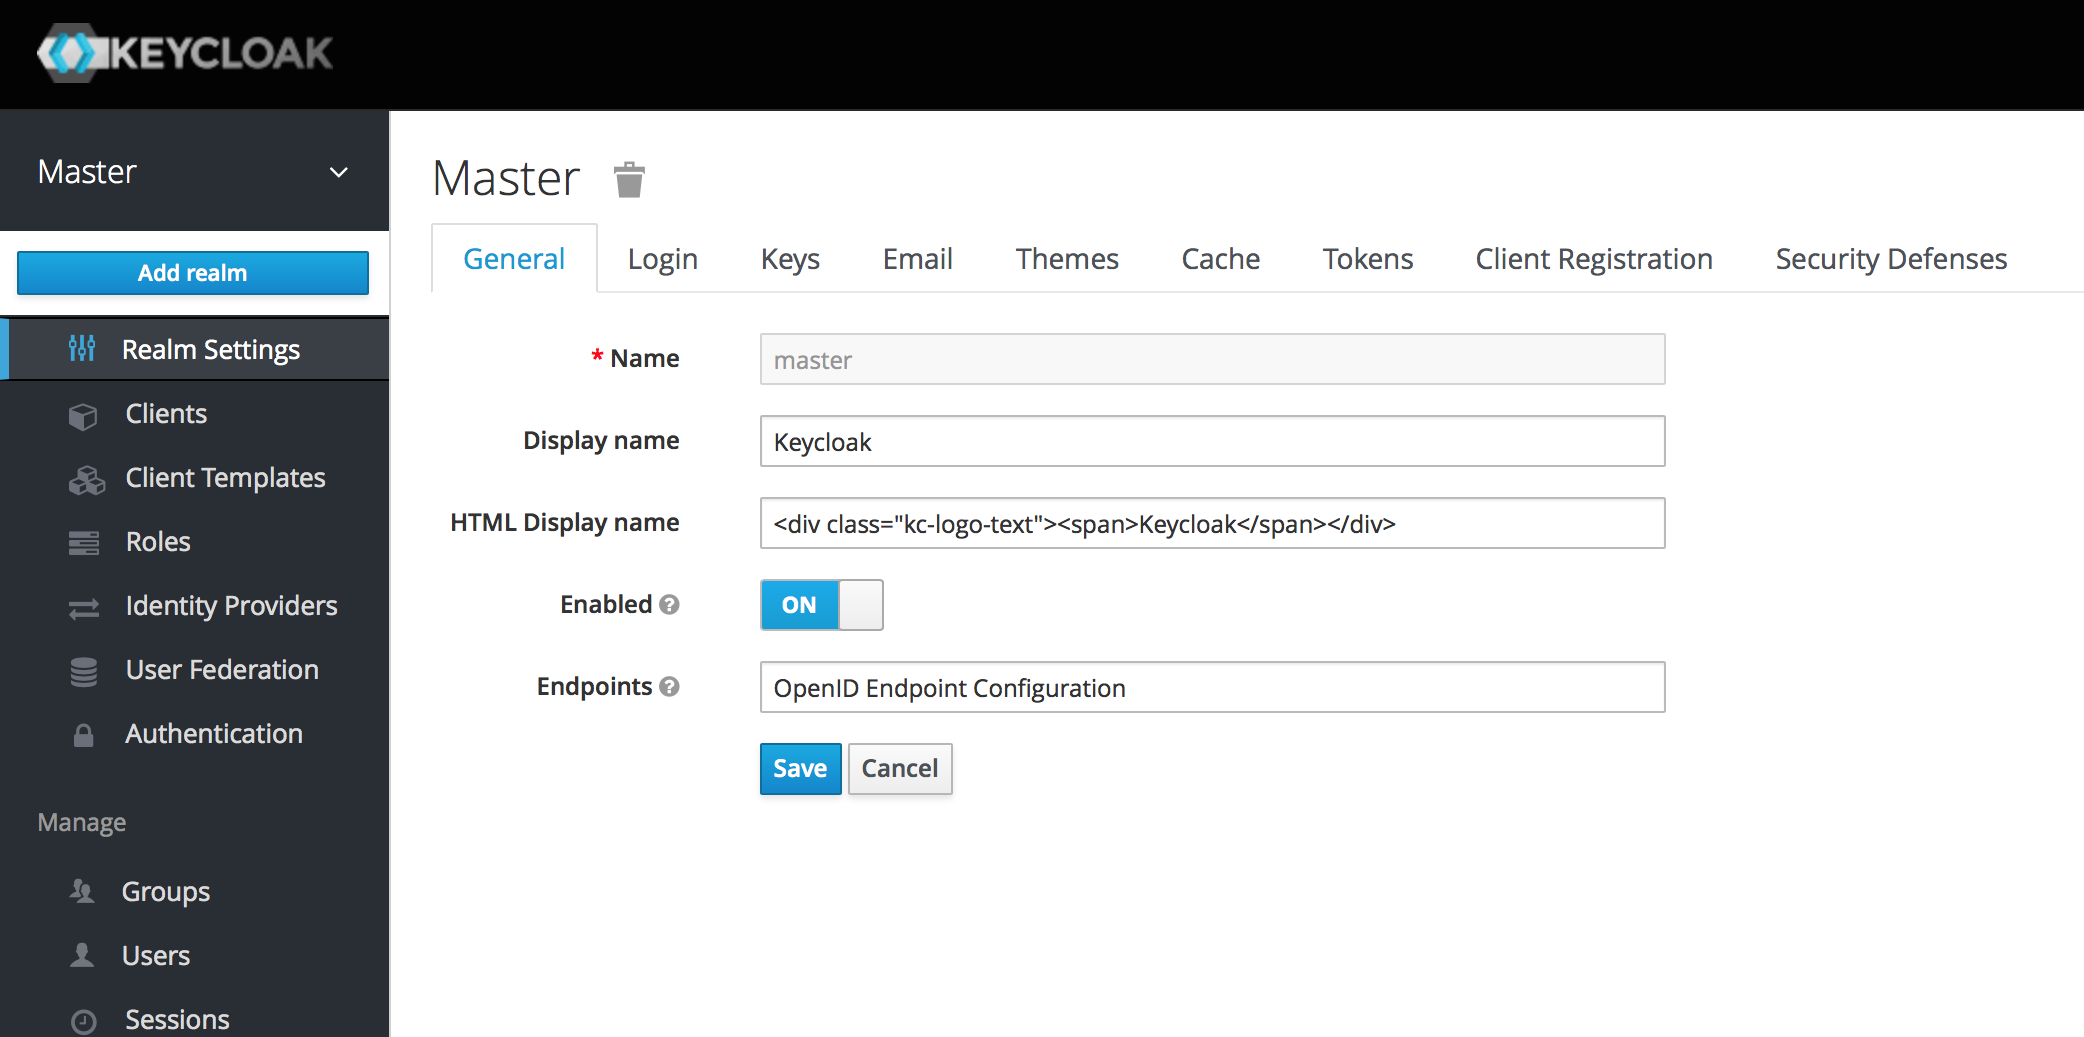 KEYCLOAK
Master
Add realm
Realm Settings
Clients
Client Templates
Roles
Identity Providers
User Federation
Authentication
Manage
Groups
Users
Sessions
Master
General Login Keys Email Themes Cache Tokens Client Registration Security Defenses
* Name master
Display name Keycloak
HTML Display name <div class="kc-logo-text"><span>Keycloak</span></div>
Enabled ? ON
Endpoints ? OpenID Endpoint Configuration
Save Cancel